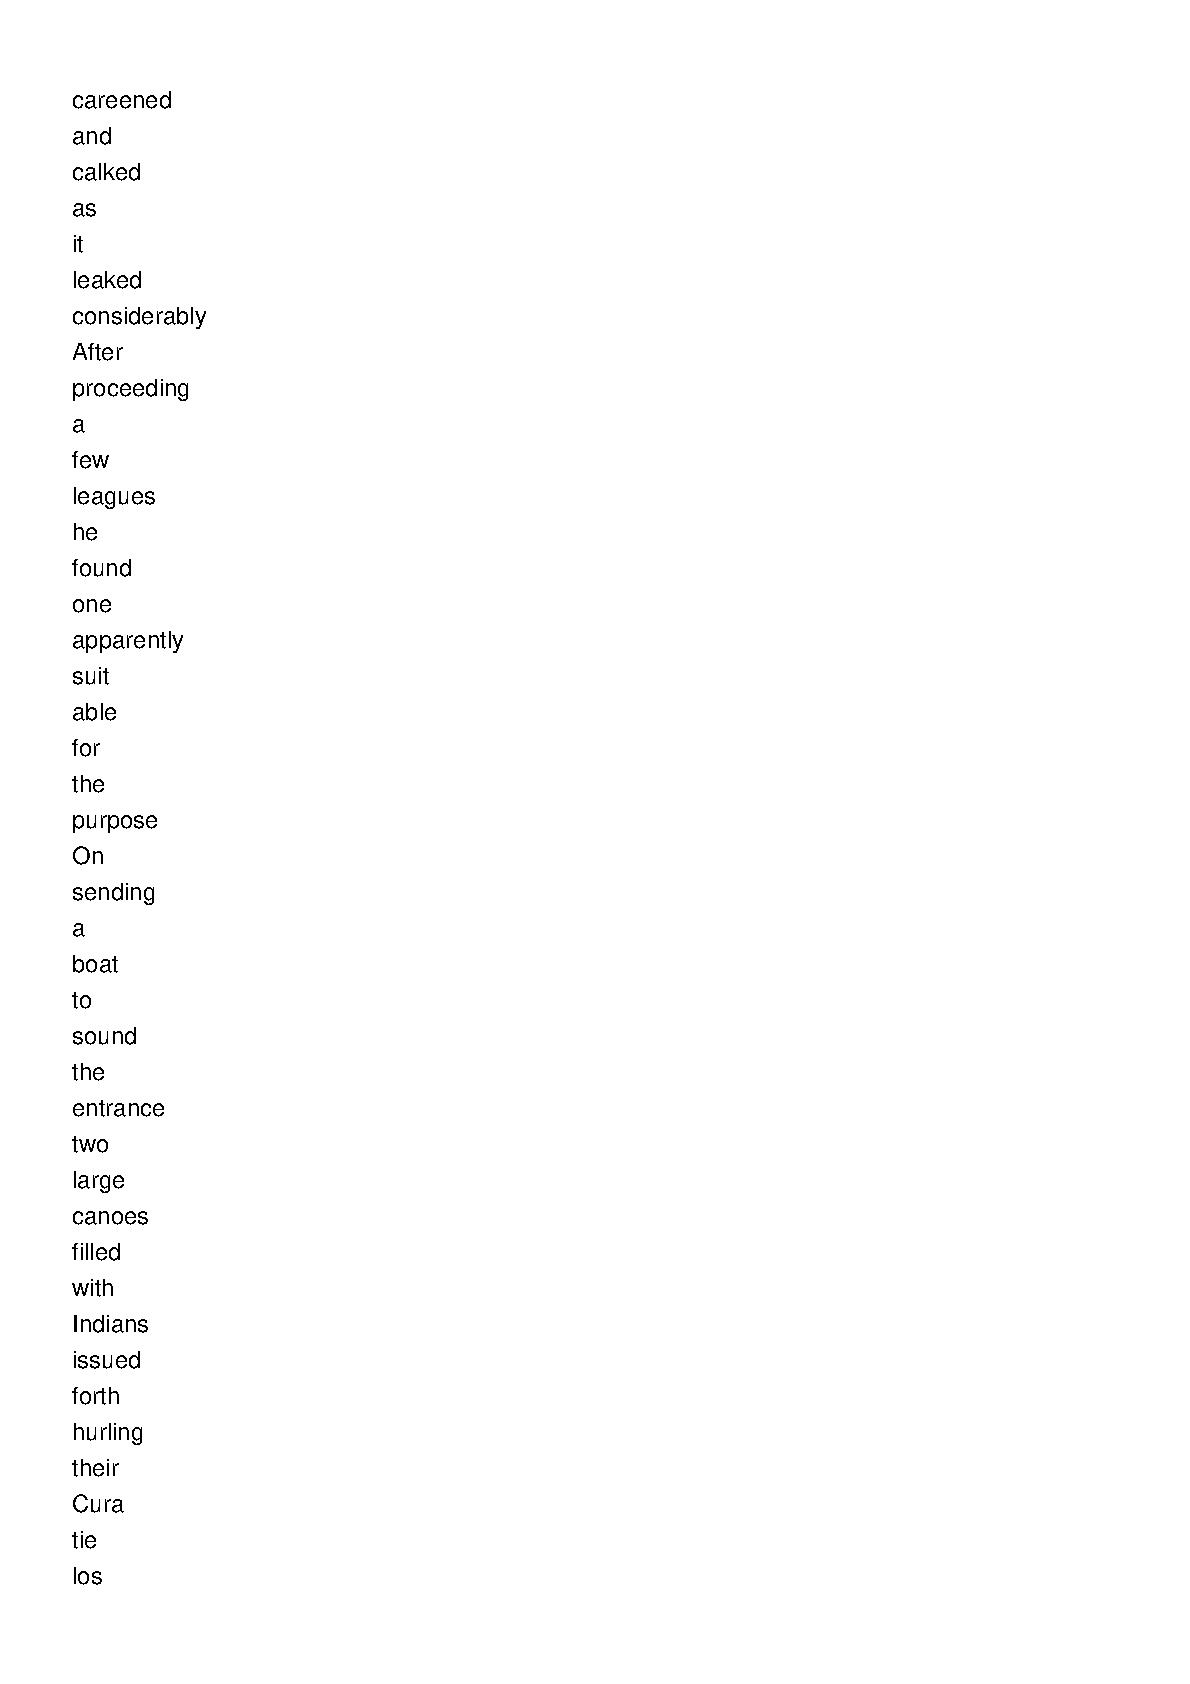 careened
and
calked
as
it
leaked
considerably
After
proceeding
a
few
leagues
he
found
one
apparently
suit
able
for
the
purpose
On
sending
a
boat
to
sound
the
entrance
two
large
canoes
filled
with
Indians
issued
forth
hurling
their
Cura
tie
los